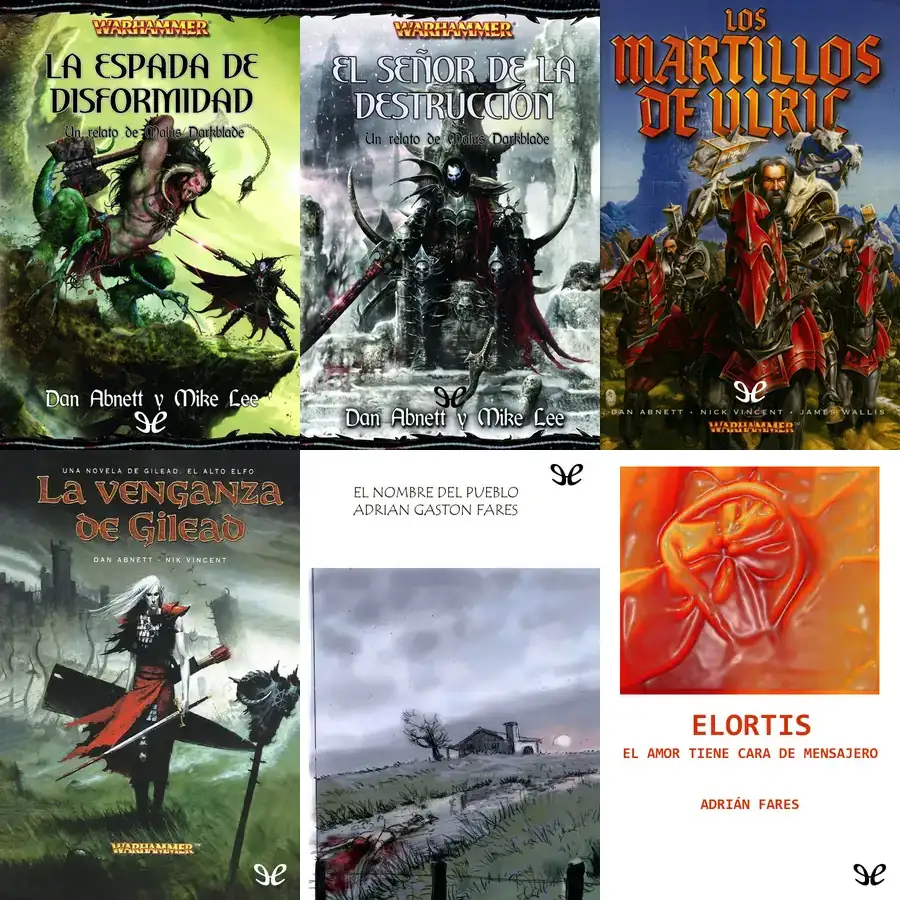 WARHAMMER
LA ESPADA DE
DISFORMIDAD
Un relato de Malus Darkblade
Dan Abnett y Mike Lee
WARHAMMER
EL SEÑOR DE LA
DESTRUCCIÓN
Un relato de Malus Darkblade
Dan Abnett y Mike Lee
LOS
MARTILLOS
DE ULRIC
DAN ABNETT • NICK VINCENT • JAMES WALLIS
WARHAMMER™
UNA NOVELA DE GILEAD, EL ALTO ELFO
LA VENGANZA
DE GILEAD
DAN ABNETT • NIK VINCENT
WARHAMMER™
EL NOMBRE DEL PUEBLO
ADRIAN GASTON FARES
ELORTIS
EL AMOR TIENE CARA DE MENSAJERO
ADRIÁN FARES